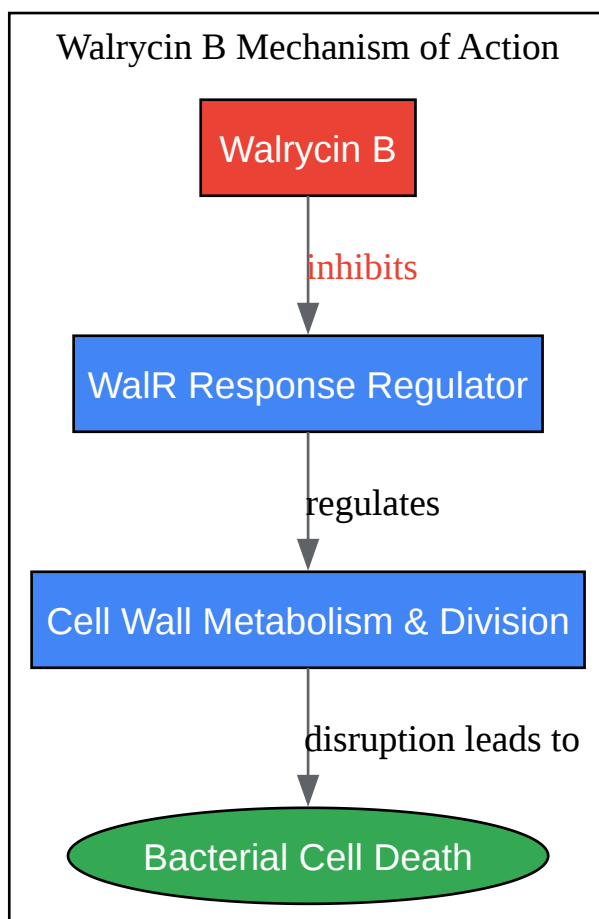 Walrycin B Mechanism of Action
Walrycin B
inhibits
WalR Response Regulator
regulates
Cell Wall Metabolism & Division
disruption leads to
Bacterial Cell Death